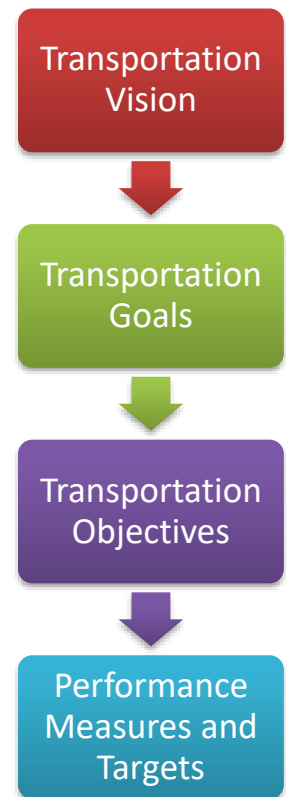 Transportation
Vision
Transportation
Goals
Transportation
Objectives
Performance
Measures and
Targets